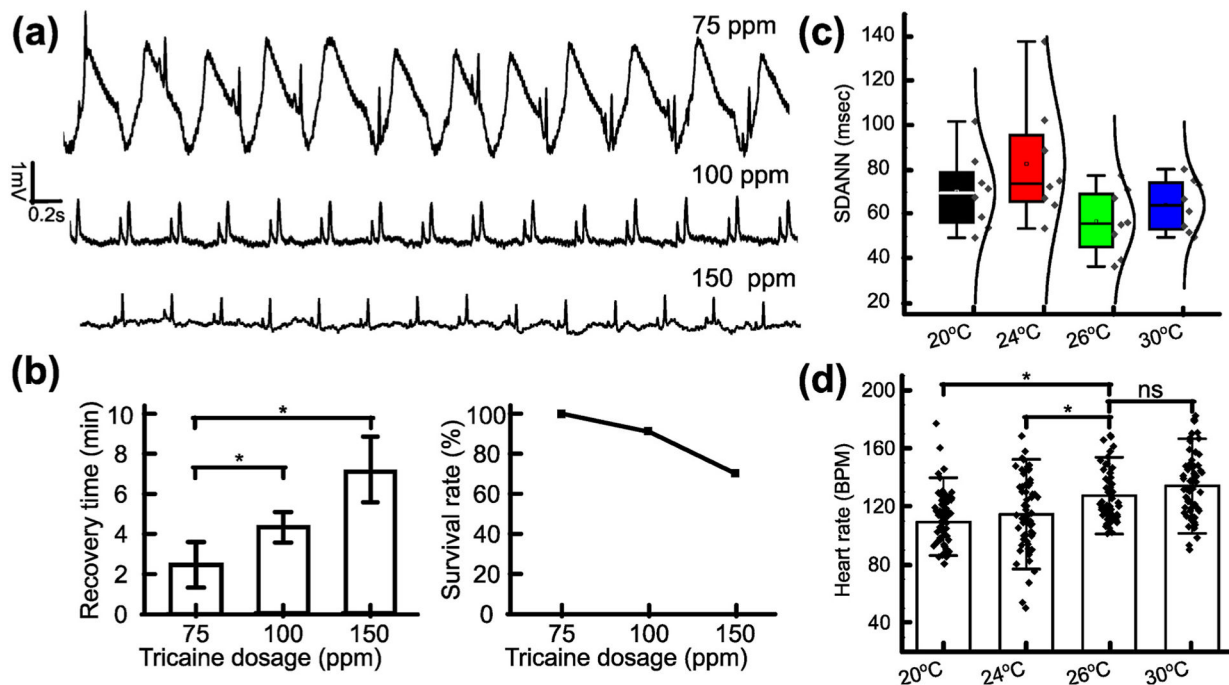 (a)
75 ppm
1mV
0.2s
100 ppm
150 ppm
(b)
Recovery time (min)
10
8
6
4
2
0
*
*
75 100 150
Tricaine dosage (ppm)
Survival rate (%)
100
80
60
40
20
0
75 100 150
Tricaine dosage (ppm)
(c)
SDANN (msec)
140
120
100
80
60
40
20
20°C 24°C 26°C 30°C
(d)
Heart rate (BPM)
200
160
120
80
40
*
*
ns
20°C 24°C 26°C 30°C